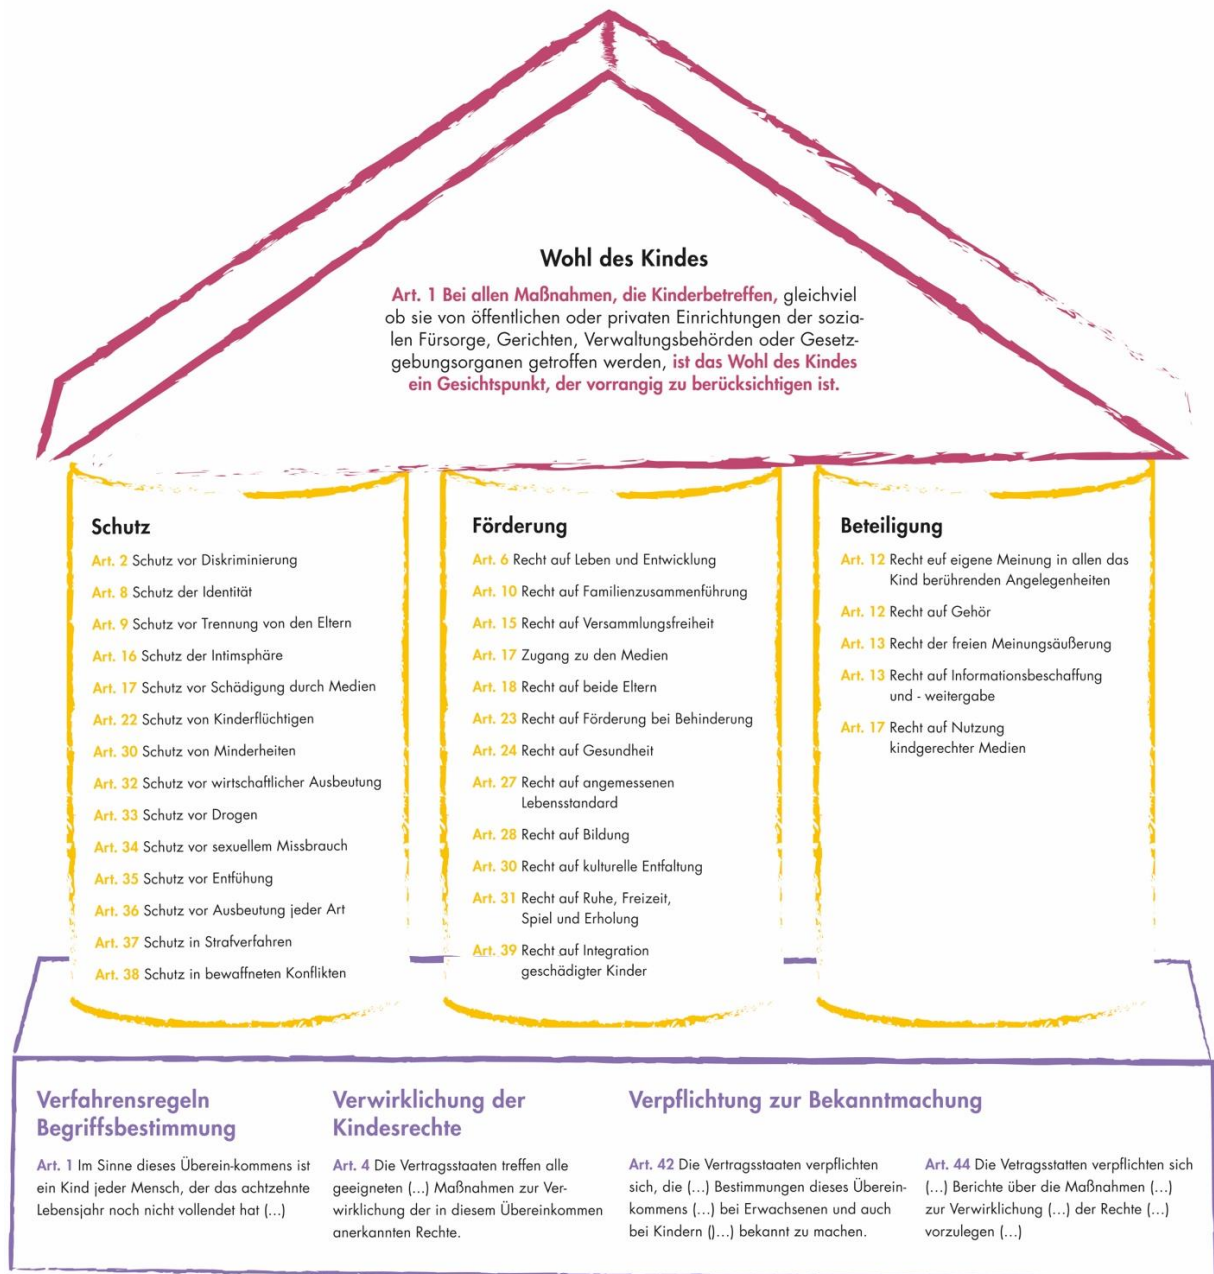 Wohl des Kindes
Art. 1 Bei allen Maßnahmen, die Kinderbetreffen, gleichviel
ob sie von öffentlichen oder privaten Einrichtungen der sozia-
len Fürsorge, Gerichten, Verwaltungsbehörden oder Gesetz-
gebungsorganen getroffen werden, ist das Wohl des Kindes
ein Gesichtspunkt, der vorrangig zu berücksichtigen ist.
Schutz
Art. 2 Schutz vor Diskriminierung
Art. 8 Schutz der Identität
Art. 9 Schutz vor Trennung von den Eltern
Art. 16 Schutz der Intimsphäre
Art. 17 Schutz vor Schädigung durch Medien
Art. 22 Schutz von Kinderflüchtigen
Art. 30 Schutz von Minderheiten
Art. 32 Schutz vor wirtschaftlicher Ausbeutung
Art. 33 Schutz vor Drogen
Art. 34 Schutz vor sexuellem Missbrauch
Art. 35 Schutz vor Entfühung
Art. 36 Schutz vor Ausbeutung jeder Art
Art. 37 Schutz in Strafverfahren
Art. 38 Schutz in bewaffneten Konflikten
Förderung
Art. 6 Recht auf Leben und Entwicklung
Art. 10 Recht auf Familienzusammenführung
Art. 15 Recht auf Versammlungsfreiheit
Art. 17 Zugang zu den Medien
Art. 18 Recht auf beide Eltern
Art. 23 Recht auf Förderung bei Behinderung
Art. 24 Recht auf Gesundheit
Art. 27 Recht auf angemessenen
Lebensstandard
Art. 28 Recht auf Bildung
Art. 30 Recht auf kulturelle Entfaltung
Art. 31 Recht auf Ruhe, Freizeit,
Spiel und Erholung
Art. 39 Recht auf Integration
geschädigter Kinder
Beteiligung
Art. 12 Recht euf eigene Meinung in allen das
Kind berührenden Angelegenheiten
Art. 12 Recht auf Gehör
Art. 13 Recht der freien Meinungsäußerung
Art. 13 Recht auf Informationsbeschaffung
und - weitergabe
Art. 17 Recht auf Nutzung
kindgerechter Medien
Verfahrensregeln
Begriffsbestimmung
Art. 1 Im Sinne dieses Überein-kommens ist
ein Kind jeder Mensch, der das achtzehnte
Lebensjahr noch nicht vollendet hat (...)
Verwirklichung der
Kindesrechte
Art. 4 Die Vertragsstaaten treffen alle
geeigneten (...) Maßnahmen zur Ver-
wirklichung der in diesem Übereinkommen
anerkannten Rechte.
Verpflichtung zur Bekanntmachung
Art. 42 Die Vertragsstaaten verpflichten
sich, die (...) Bestimmungen dieses Überein-
kommens (...) bei Erwachsenen und auch
bei Kindern ()...) bekannt zu machen.
Art. 44 Die Vetragsstatten verpflichten sich
(...) Berichte über die Maßnahmen (...)
zur Verwirklichung (...) der Rechte (...)
vorzulegen (...)